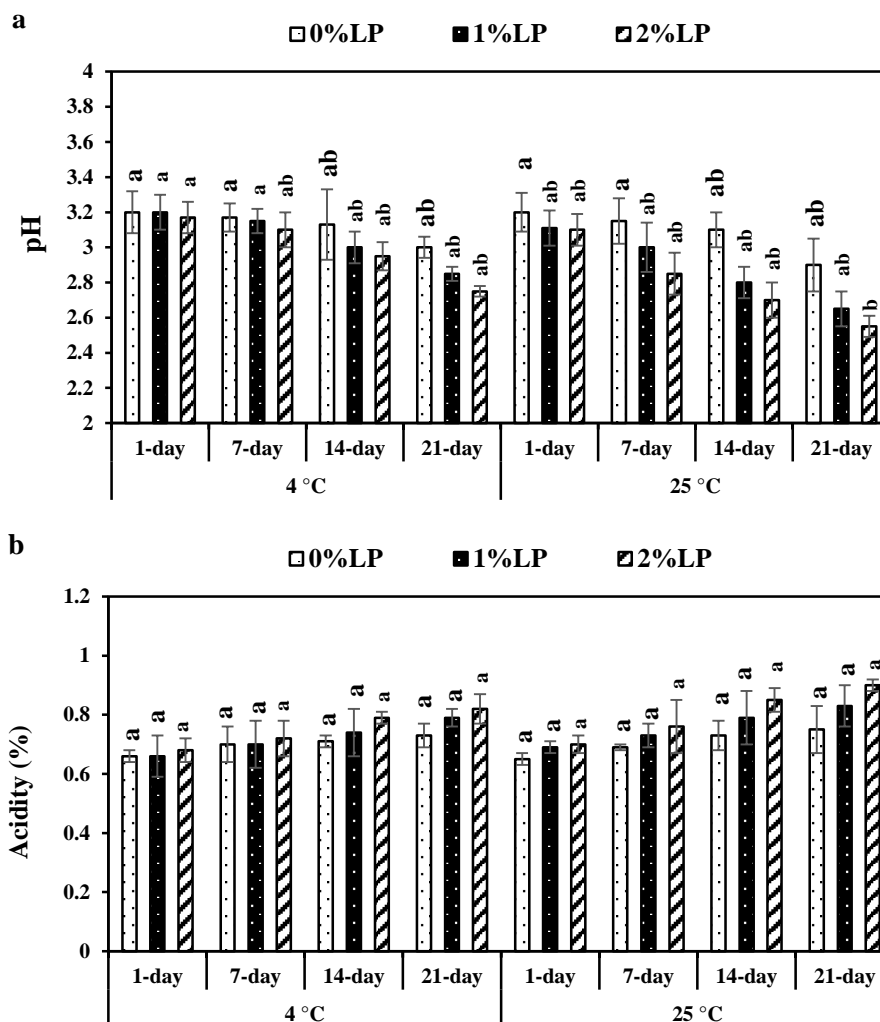 a
0%LP 1%LP 2%LP
4
3.8
3.6
3.4
3.2
3
2.8
2.6
2.4
2.2
2
pH
a a a a a ab ab ab ab ab ab ab a ab ab a ab ab ab ab ab ab ab b
1-day 7-day 14-day 21-day 1-day 7-day 14-day 21-day
4 °C 25 °C
b
0%LP 1%LP 2%LP
1.2
1
0.8
0.6
0.4
0.2
0
Acidity (%)
a a a a a a a a a a a a a a a a a a a a a a a a
1-day 7-day 14-day 21-day 1-day 7-day 14-day 21-day
4 °C 25 °C